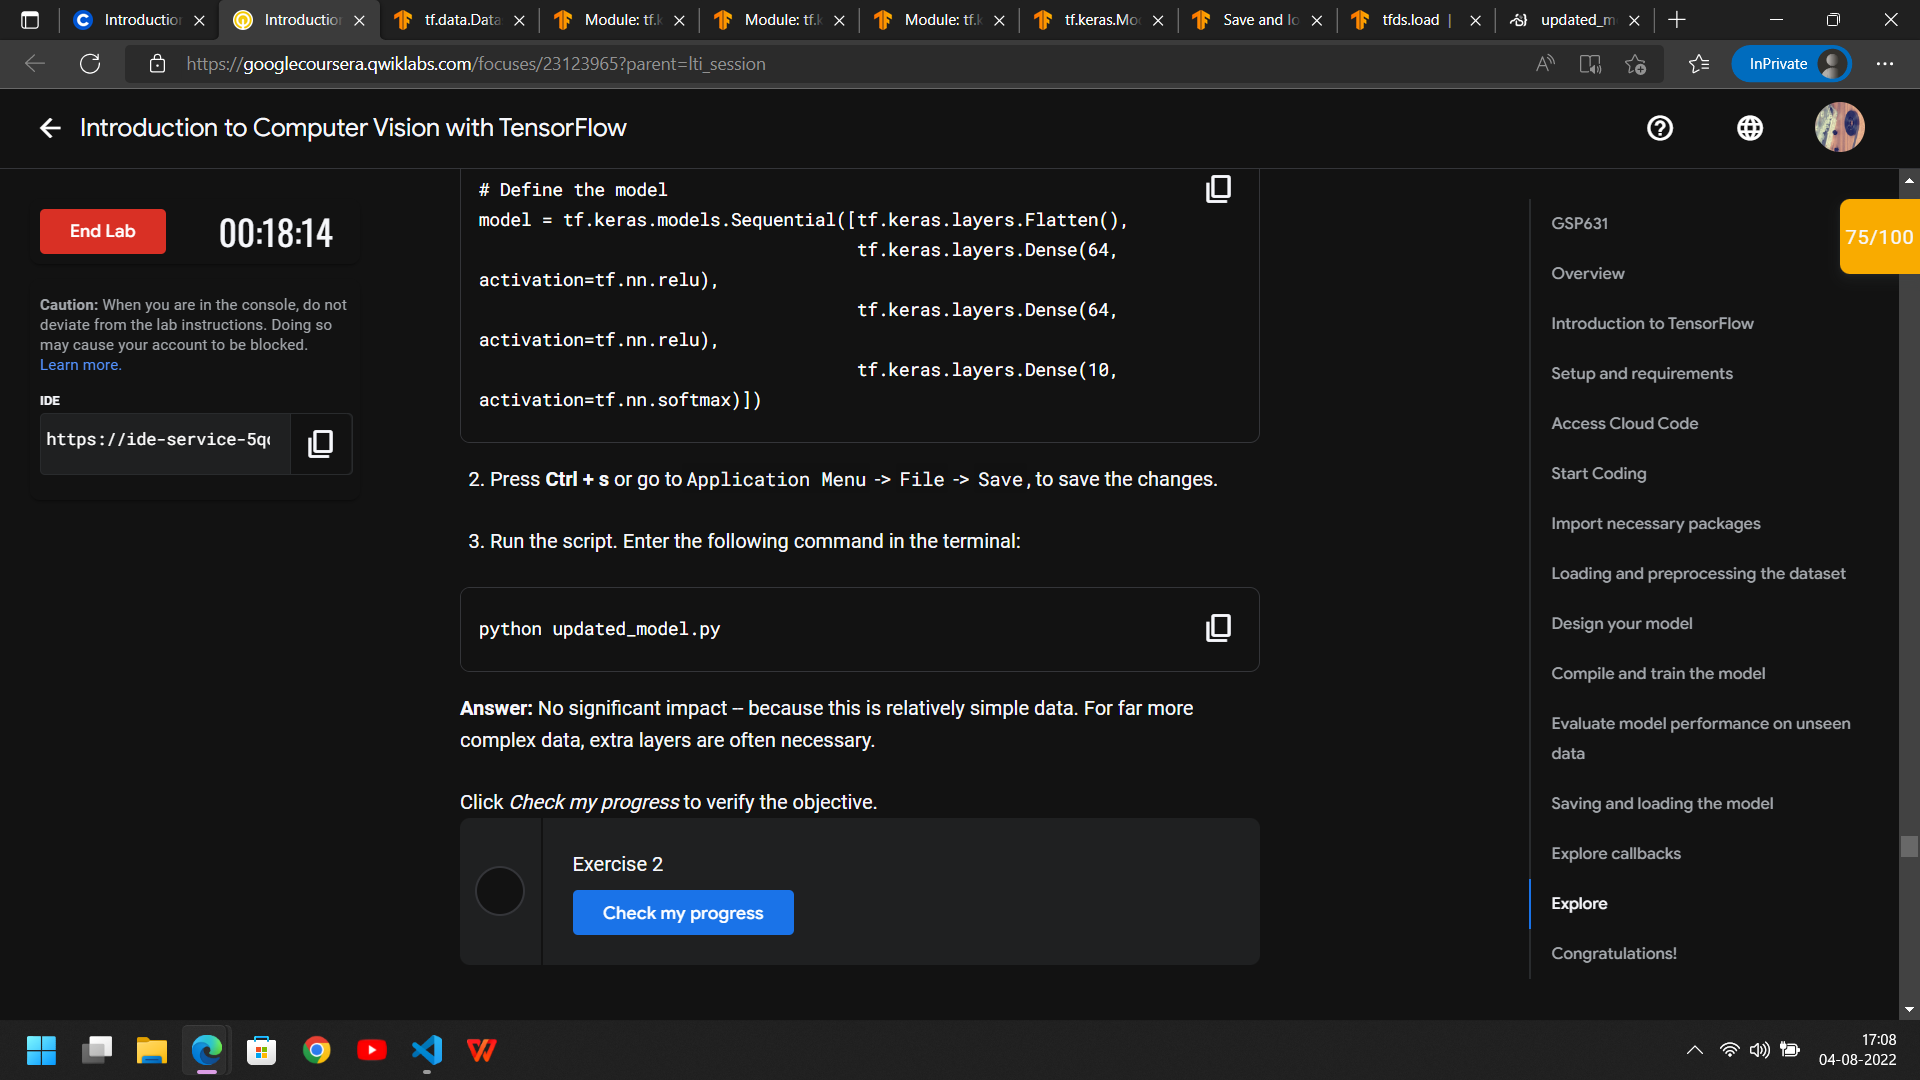 Introduction
Introduction
tf.data.Data
Module: tf.k
Module: tf.k
Module: tf.k
tf.keras.Mo
Save and lo
tfds.load |
updated_m
https://googlecoursera.qwiklabs.com/focuses/23123965?parent=lti_session
InPrivate
Introduction to Computer Vision with TensorFlow
End Lab
00:18:14
Caution: When you are in the console, do not
deviate from the lab instructions. Doing so
may cause your account to be blocked.
Learn more.
IDE
https://ide-service-5q
# Define the model
model = tf.keras.models.Sequential([tf.keras.layers.Flatten(),
tf.keras.layers.Dense(64,
activation=tf.nn.relu),
tf.keras.layers.Dense(64,
activation=tf.nn.relu),
tf.keras.layers.Dense(10,
activation=tf.nn.softmax)])
2. Press Ctrl + s or go to Application Menu -> File -> Save, to save the changes.
3. Run the script. Enter the following command in the terminal:
python updated_model.py
Answer: No significant impact -- because this is relatively simple data. For far more
complex data, extra layers are often necessary.
Click Check my progress to verify the objective.
Exercise 2
Check my progress
GSP631
75/100
Overview
Introduction to TensorFlow
Setup and requirements
Access Cloud Code
Start Coding
Import necessary packages
Loading and preprocessing the dataset
Design your model
Compile and train the model
Evaluate model performance on unseen
data
Saving and loading the model
Explore callbacks
Explore
Congratulations!
17:08
04-08-2022